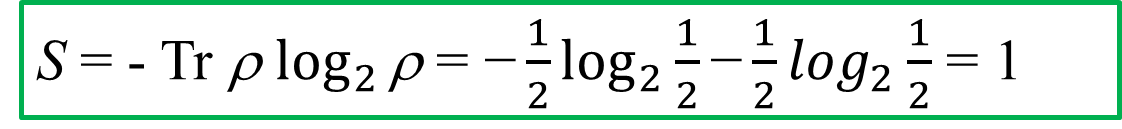 S = - Tr ρ log₂ ρ = −1/2 log₂ 1/2 − 1/2 log₂ 1/2 = 1